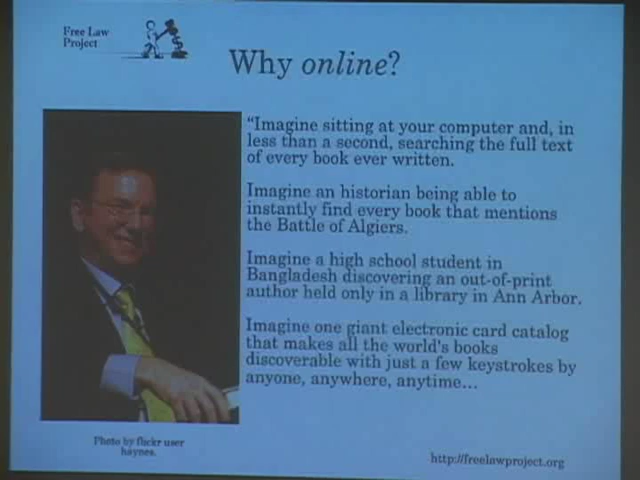 Free Law
Project
Why online?
"Imagine sitting at your computer and, in
less than a second, searching the full text
of every book ever written.
Imagine an historian being able to
instantly find every book that mentions
the Battle of Algiers.
Imagine a high school student in
Bangladesh discovering an out-of-print
author held only in a library in Ann Arbor.
Imagine one giant electronic card catalog
that makes all the world's books
discoverable with just a few keystrokes by
anyone, anywhere, anytime...
Photo by flickr user
haynes.
http://freelawproject.org